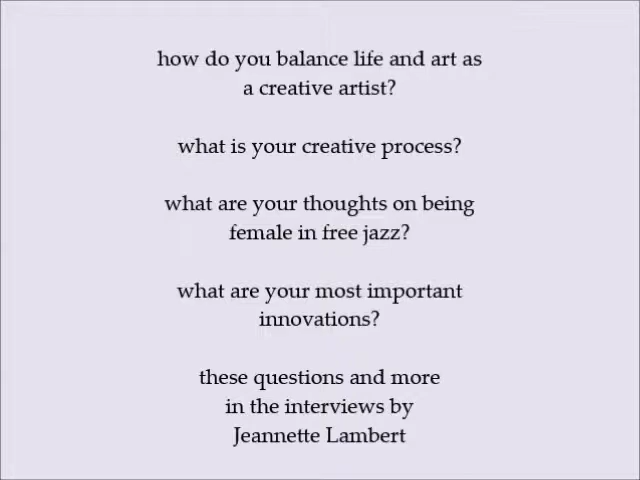 how do you balance life and art as
a creative artist?
what is your creative process?
what are your thoughts on being
female in free jazz?
what are your most important
innovations?
these questions and more
in the interviews by
Jeannette Lambert